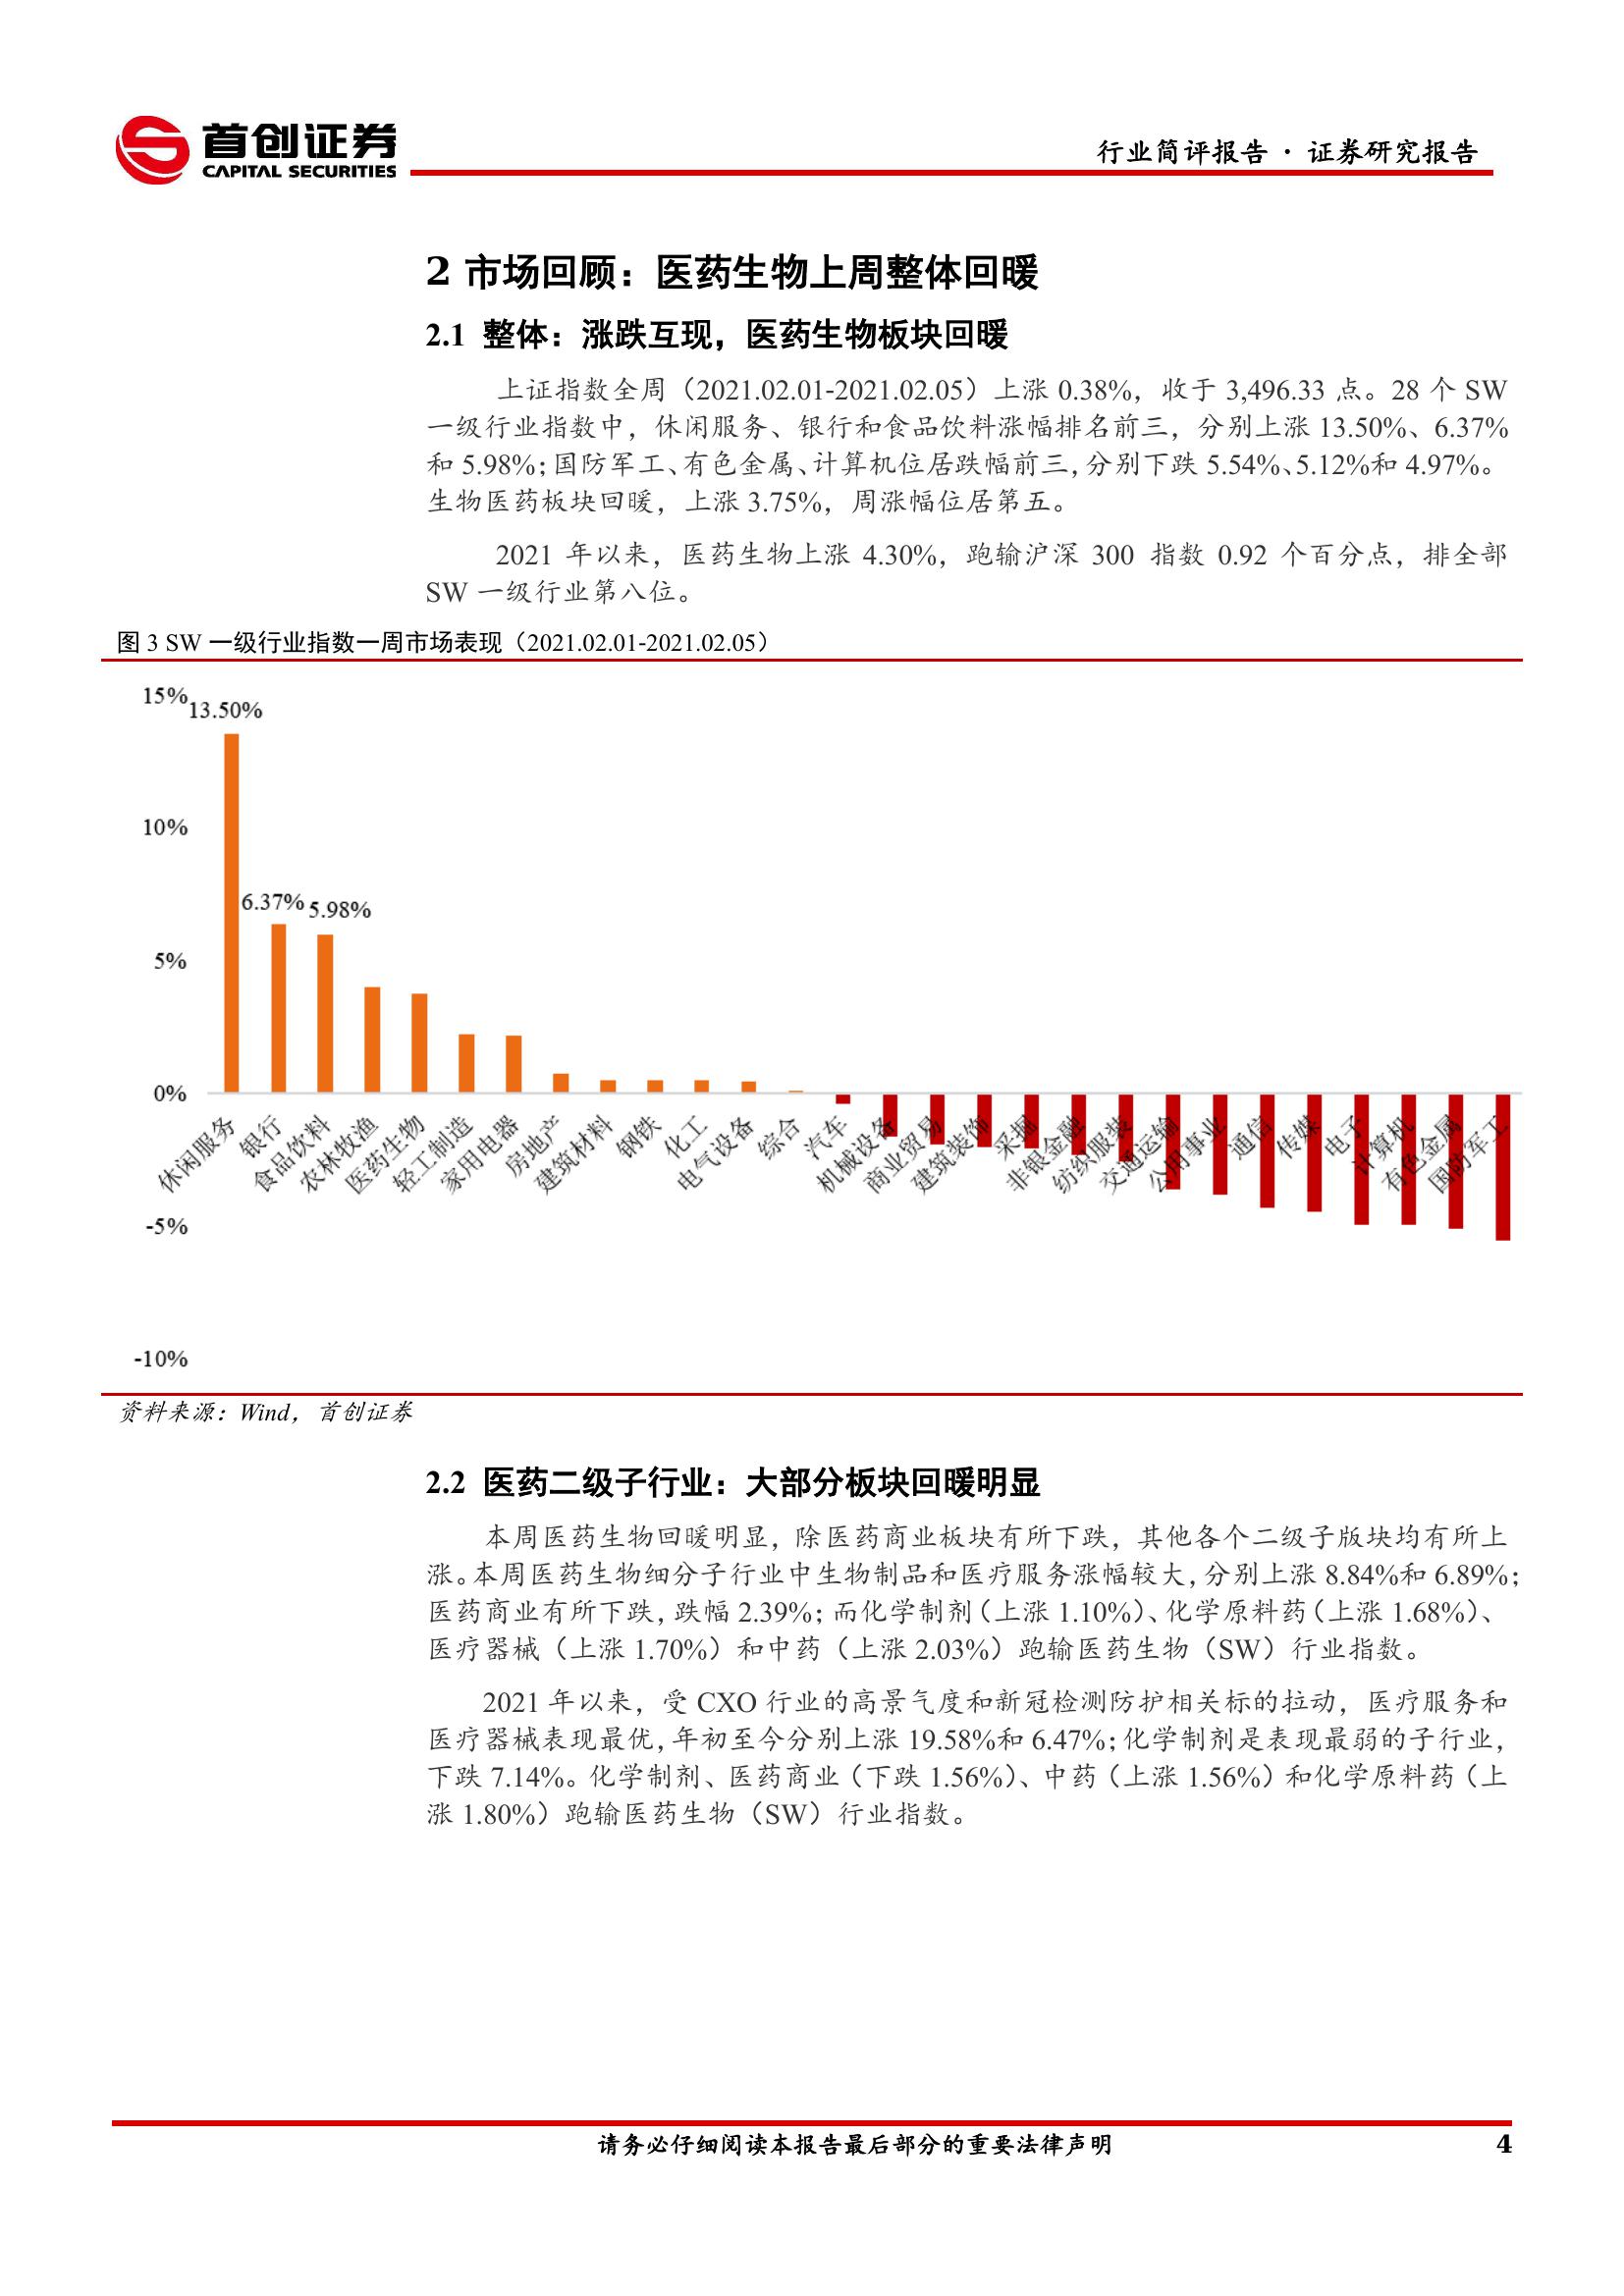 首创证券
CAPITAL SECURITIES
行业简评报告 · 证券研究报告
2 市场回顾：医药生物上周整体回暖
2.1 整体：涨跌互现，医药生物板块回暖
上证指数全周（2021.02.01-2021.02.05）上涨 0.38%，收于 3,496.33 点。28 个 SW
一级行业指数中，休闲服务、银行和食品饮料涨幅排名前三，分别上涨 13.50%、6.37%
和 5.98%；国防军工、有色金属、计算机位居跌幅前三，分别下跌 5.54%、5.12%和 4.97%。
生物医药板块回暖，上涨 3.75%，周涨幅位居第五。
2021 年以来，医药生物上涨 4.30%，跑输沪深 300 指数 0.92 个百分点，排全部
SW 一级行业第八位。
图 3 SW 一级行业指数一周市场表现（2021.02.01-2021.02.05）
15%
13.50%
10%
6.37%
5.98%
5%
0%
休闲服务
银行
食品饮料
农林牧渔
医药生物
轻工制造
家用电器
房地产
建筑材料
钢铁
化工
电气设备
综合
汽车
机械设备
商业贸易
建筑装饰
采掘
非银金融
纺织服装
交通运输
公用事业
通信
传媒
电子
计算机
有色金属
国防军工
-5%
-10%
资料来源：Wind，首创证券
2.2 医药二级子行业：大部分板块回暖明显
本周医药生物回暖明显，除医药商业板块有所下跌，其他各个二级子版块均有所上
涨。本周医药生物细分子行业中生物制品和医疗服务涨幅较大，分别上涨 8.84%和 6.89%；
医药商业有所下跌，跌幅 2.39%；而化学制剂（上涨 1.10%）、化学原料药（上涨 1.68%）、
医疗器械（上涨 1.70%）和中药（上涨 2.03%）跑输医药生物（SW）行业指数。
2021 年以来，受 CXO 行业的高景气度和新冠检测防护相关标的拉动，医疗服务和
医疗器械表现最优，年初至今分别上涨 19.58%和 6.47%；化学制剂是表现最弱的子行业，
下跌 7.14%。化学制剂、医药商业（下跌 1.56%）、中药（上涨 1.56%）和化学原料药（上
涨 1.80%）跑输医药生物（SW）行业指数。
请务必仔细阅读本报告最后部分的重要法律声明
4